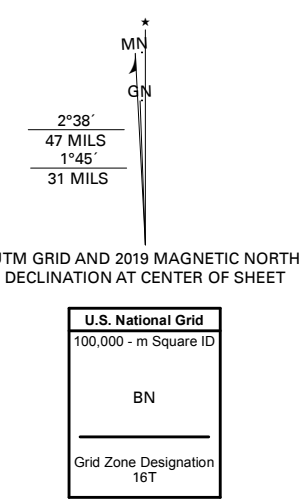 MN
GN
2°38´
47 MILS
1°45´
31 MILS
UTM GRID AND 2019 MAGNETIC NORTH
DECLINATION AT CENTER OF SHEET
U.S. National Grid
100,000 - m Square ID
BN
Grid Zone Designation
16T